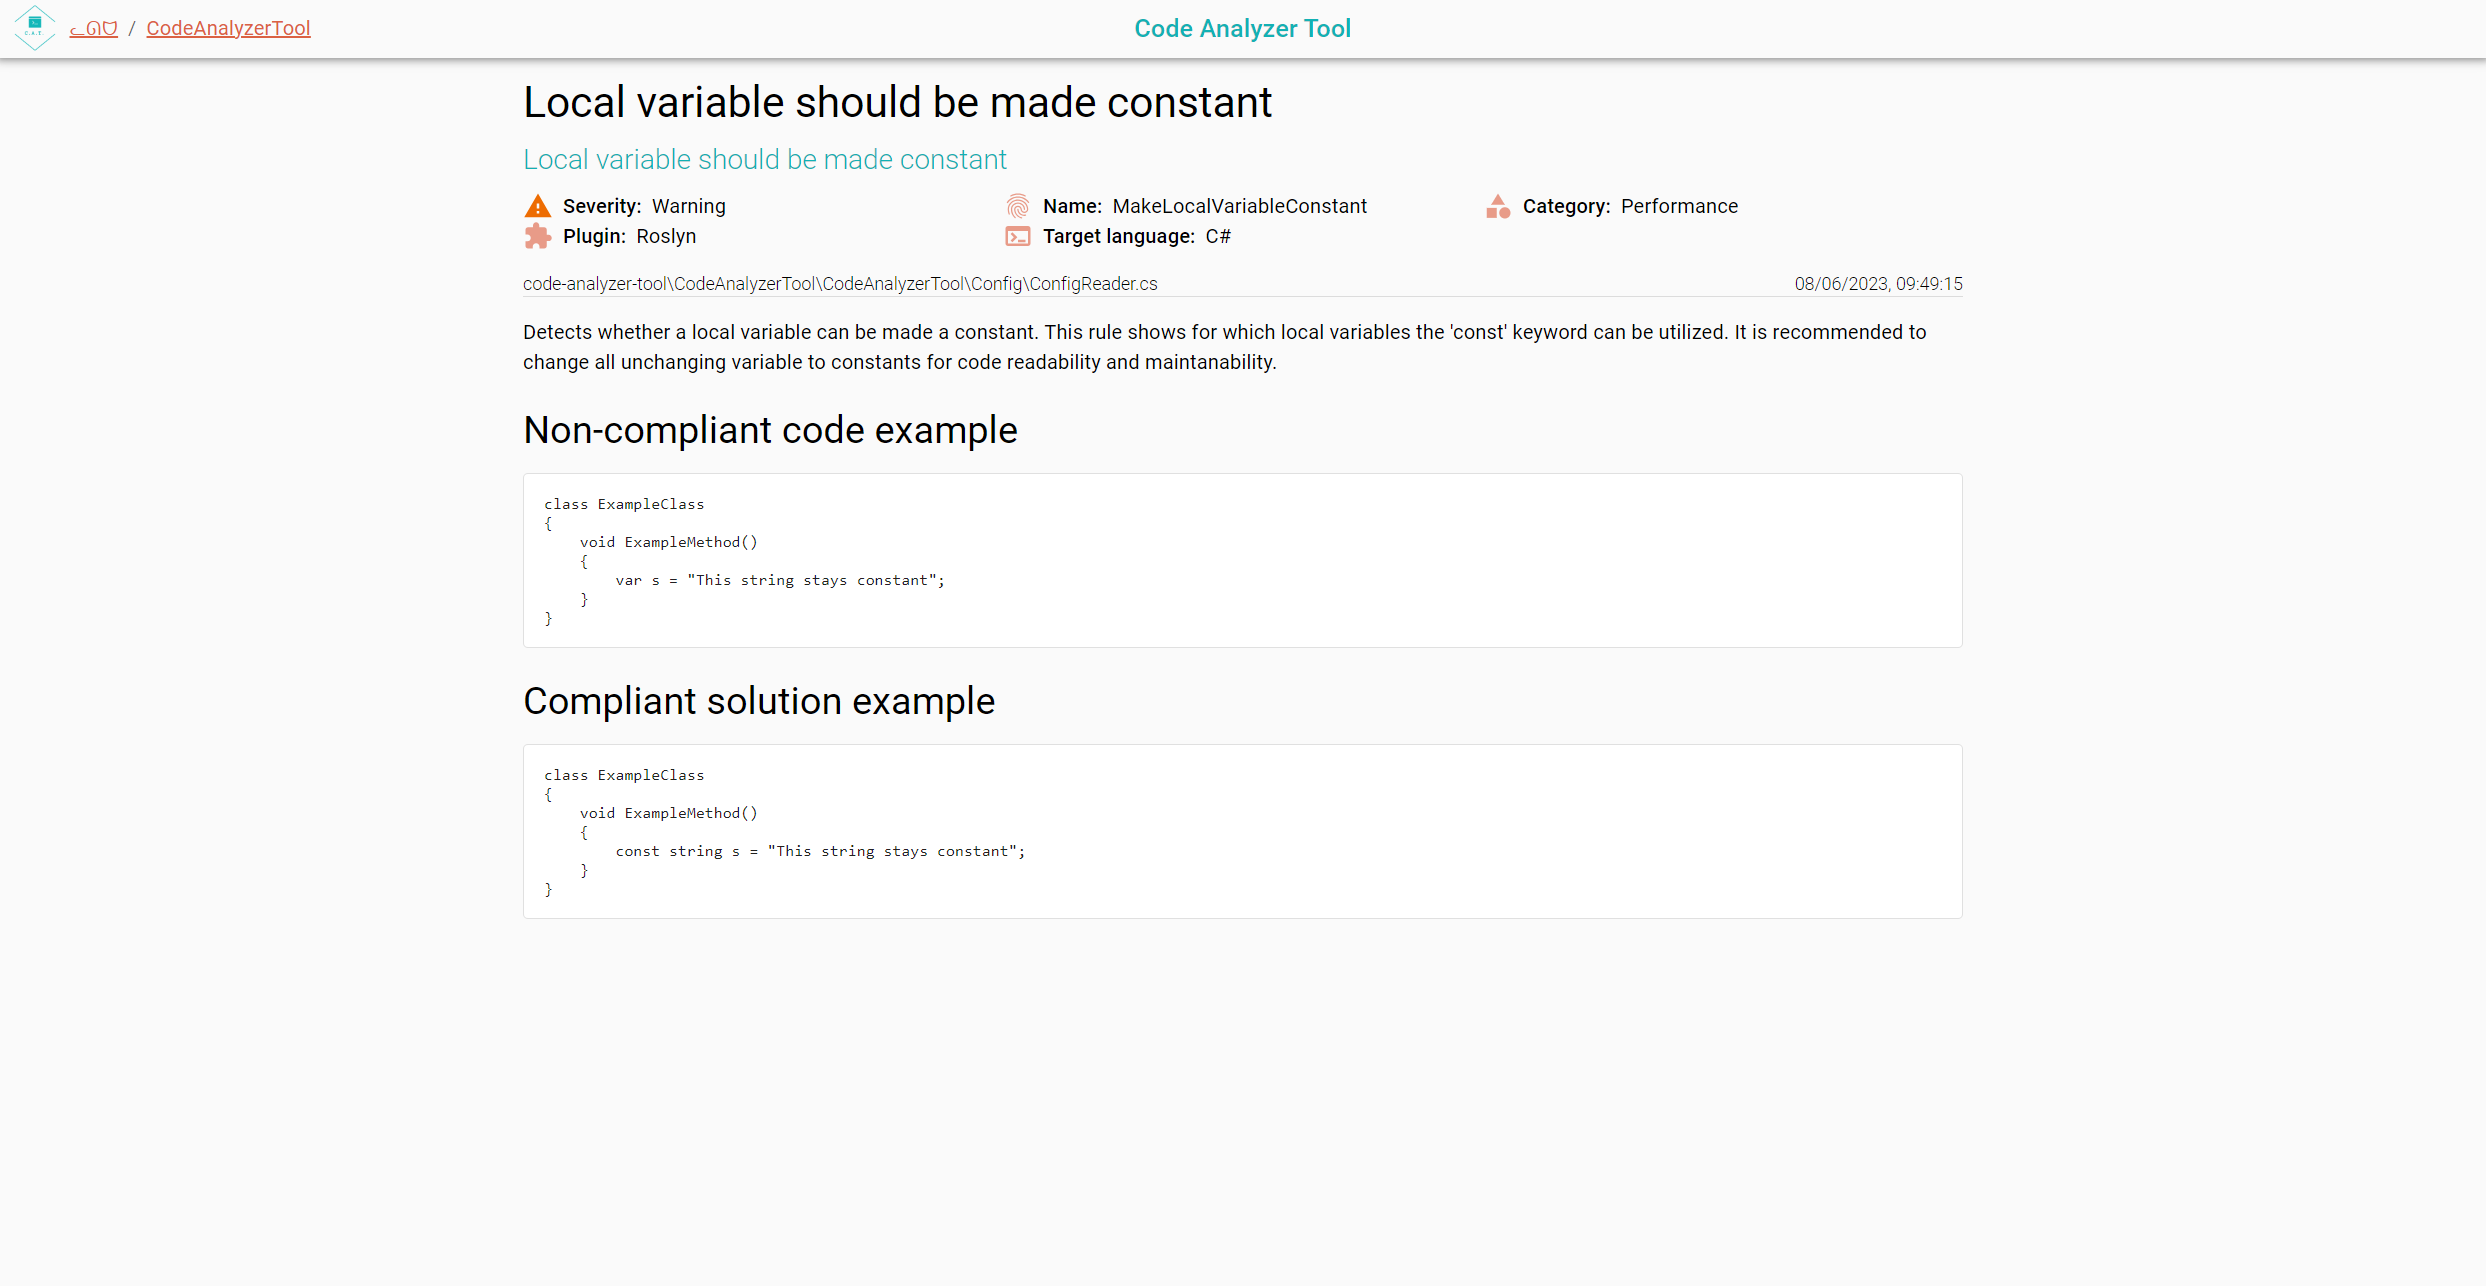 C.A.T.
CodeAnalyzerTool
Code Analyzer Tool
Local variable should be made constant
Local variable should be made constant
Severity: Warning
Name: MakeLocalVariableConstant
Category: Performance
Plugin: Roslyn
Target language: C#
code-analyzer-tool\CodeAnalyzerTool\CodeAnalyzerTool\Config\ConfigReader.cs
08/06/2023, 09:49:15
Detects whether a local variable can be made a constant. This rule shows for which local variables the 'const' keyword can be utilized. It is recommended to
change all unchanging variable to constants for code readability and maintanability.
Non-compliant code example
class ExampleClass
{
    void ExampleMethod()
    {
        var s = "This string stays constant";
    }
}
Compliant solution example
class ExampleClass
{
    void ExampleMethod()
    {
        const string s = "This string stays constant";
    }
}